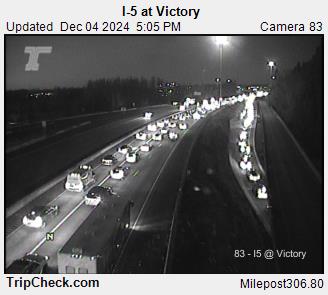 I-5 at Victory
Updated Dec 04 2024 5:05 PM Camera 83
T
N
83 - I5 @ Victory
TripCheck.com Milepost306.80